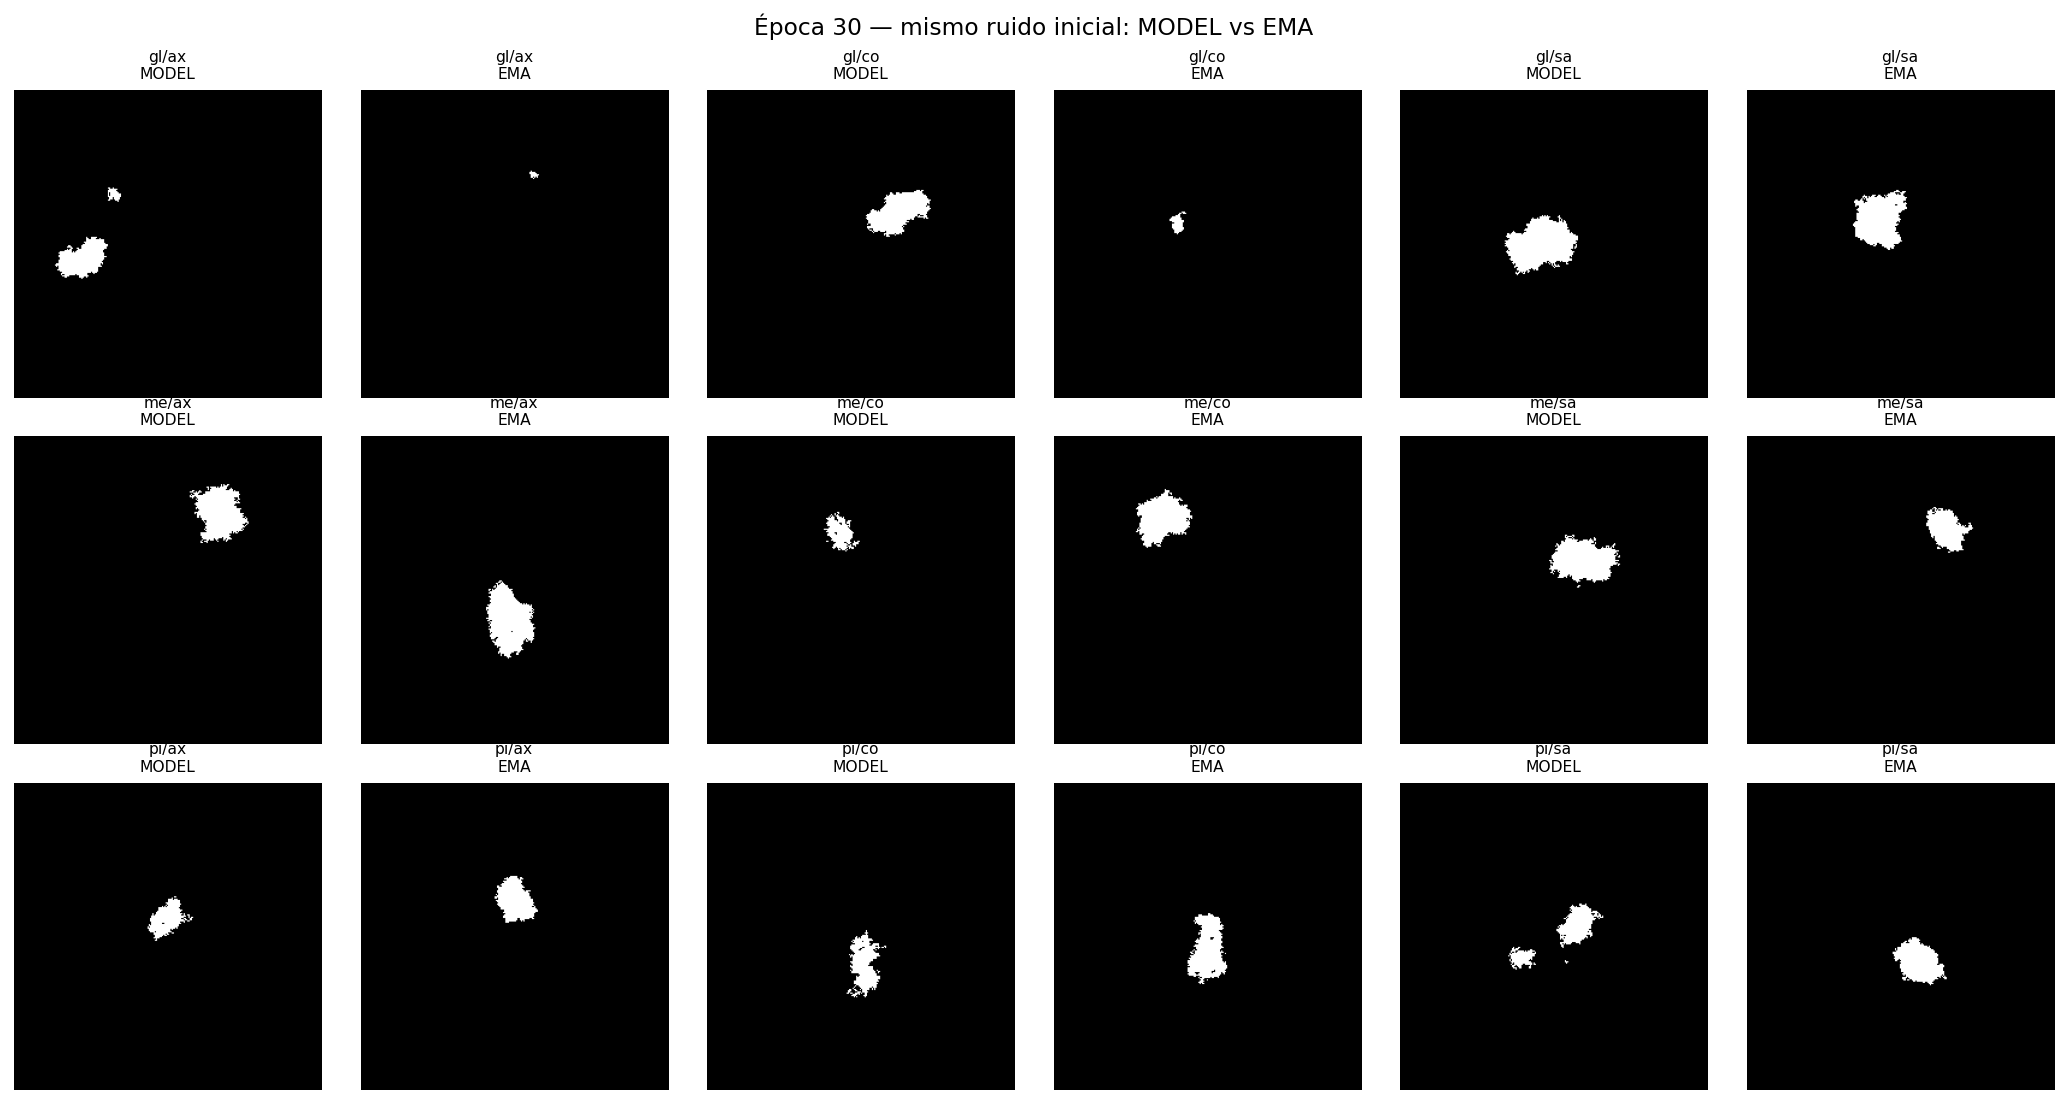 Época 30 — mismo ruido inicial: MODEL vs EMA
gl/ax
MODEL
gl/ax
EMA
gl/co
MODEL
gl/co
EMA
gl/sa
MODEL
gl/sa
EMA
me/ax
MODEL
me/ax
EMA
me/co
MODEL
me/co
EMA
me/sa
MODEL
me/sa
EMA
pi/ax
MODEL
pi/ax
EMA
pi/co
MODEL
pi/co
EMA
pi/sa
MODEL
pi/sa
EMA